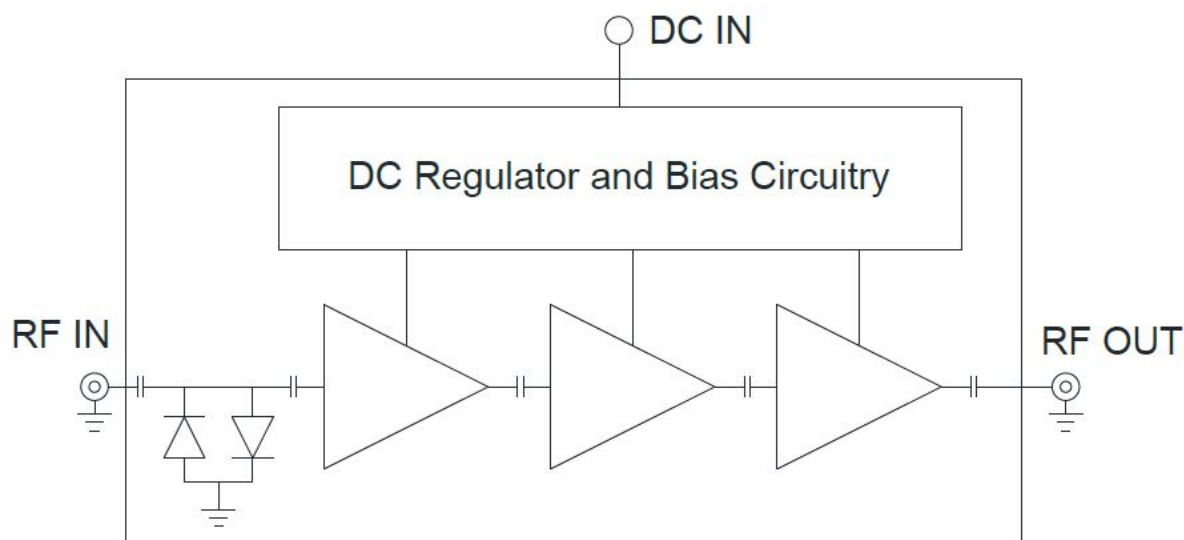 DC IN
DC Regulator and Bias Circuitry
RF IN
RF OUT